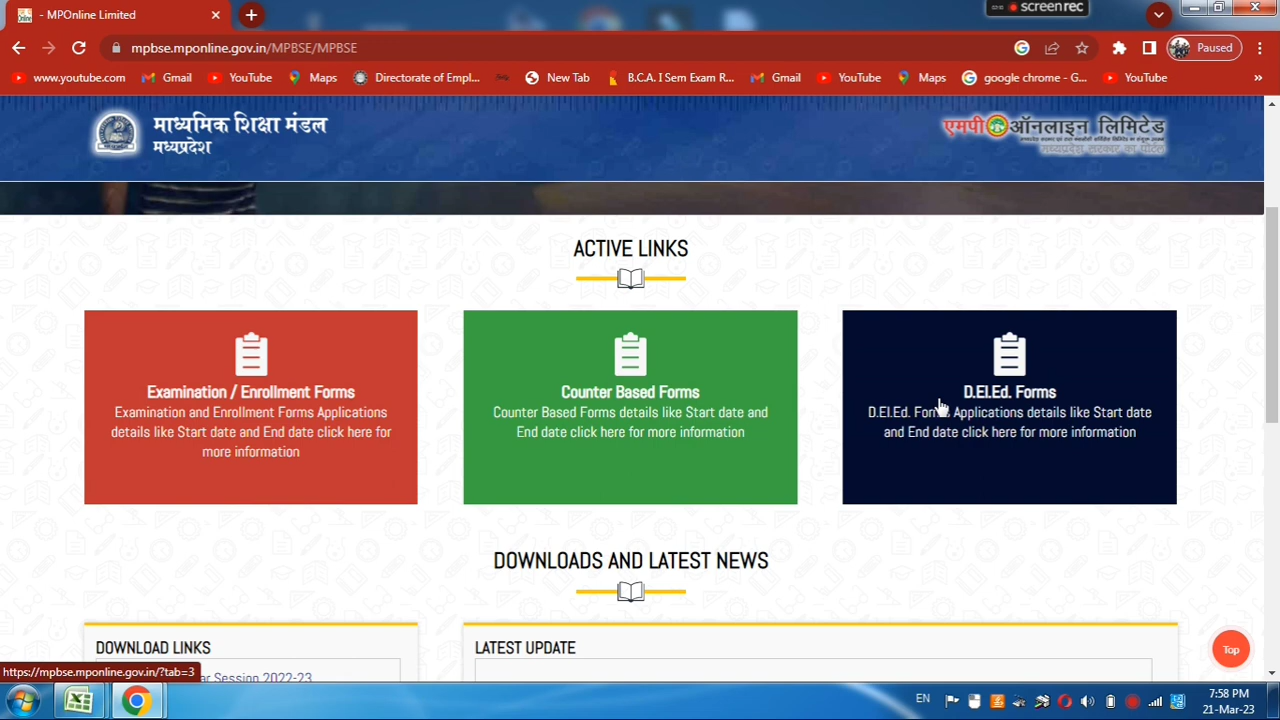 - MPOnline Limited
screenrec
mpbse.mponline.gov.in/MPBSE/MPBSE
Paused
www.youtube.com Gmail YouTube Maps Directorate of Empl... New Tab B.C.A. I Sem Exam R... Gmail YouTube Maps google chrome - G... YouTube »
माध्यमिक शिक्षा मंडल
मध्यप्रदेश
एमपी ऑनलाइन लिमिटेड
ACTIVE LINKS
Examination / Enrollment Forms
Examination and Enrollment Forms Applications
details like Start date and End date click here for
more information
Counter Based Forms
Counter Based Forms details like Start date and
End date click here for more information
D.El.Ed. Forms
D.El.Ed. Forms Applications details like Start date
and End date click here for more information
DOWNLOADS AND LATEST NEWS
DOWNLOAD LINKS
LATEST UPDATE
Top
https://mpbse.mponline.gov.in/?tab=3
Session 2022-23
EN
7:58 PM
21-Mar-23